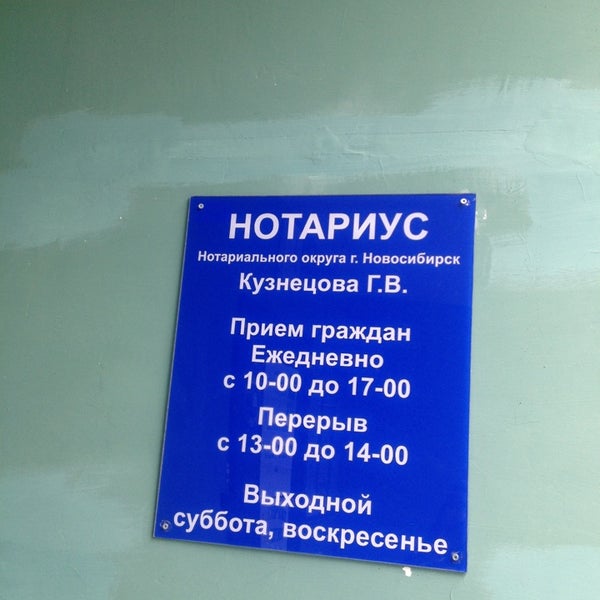 НОТАРИУС
Нотариального округа г. Новосибирск
Кузнецова Г.В.
Прием граждан
Ежедневно
с 10-00 до 17-00
Перерыв
с 13-00 до 14-00
Выходной
суббота, воскресенье